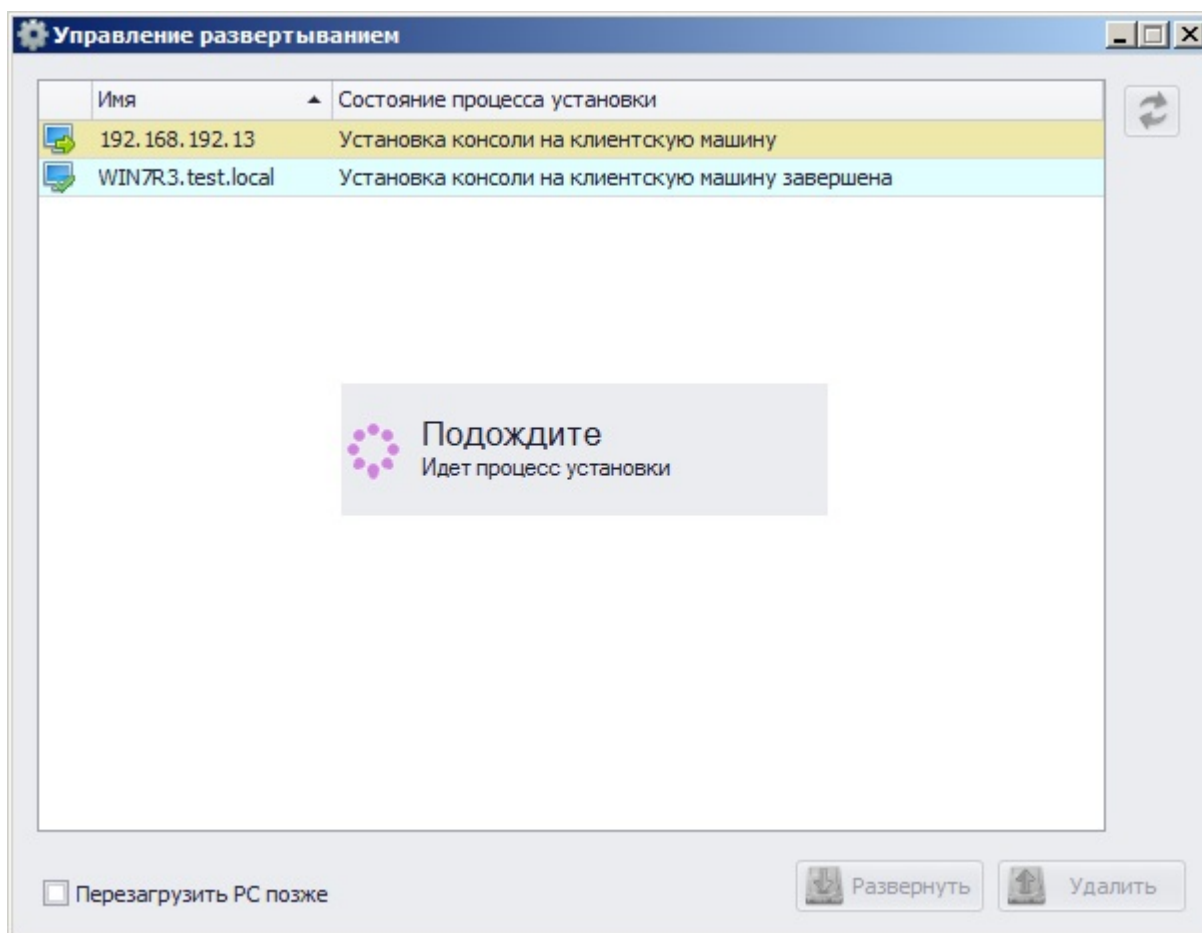 Управление развертыванием
Имя Состояние процесса установки
192.168.192.13 Установка консоли на клиентскую машину
WIN7R3.test.local Установка консоли на клиентскую машину завершена
Подождите
Идет процесс установки
Перезагрузить PC позже
Развернуть Удалить